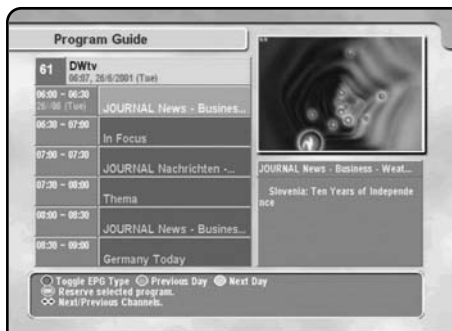 Program Guide
61 DWtv
06:07, 26/6/2001 (Tue)
06:00 – 06:30
26/06 (Tue)
JOURNAL News - Busines...
06:30 – 07:00
In Focus
07:00 – 07:30
JOURNAL Nachrichten -...
07:30 – 08:00
Thema
08:00 – 08:30
JOURNAL News - Busines...
08:30 – 09:00
Germany Today
JOURNAL News - Business - Weat...
Slovenia: Ten Years of Independe
nce
Toggle EPG Type Previous Day Next Day
Reserve selected program.
Next/Previous Channels.